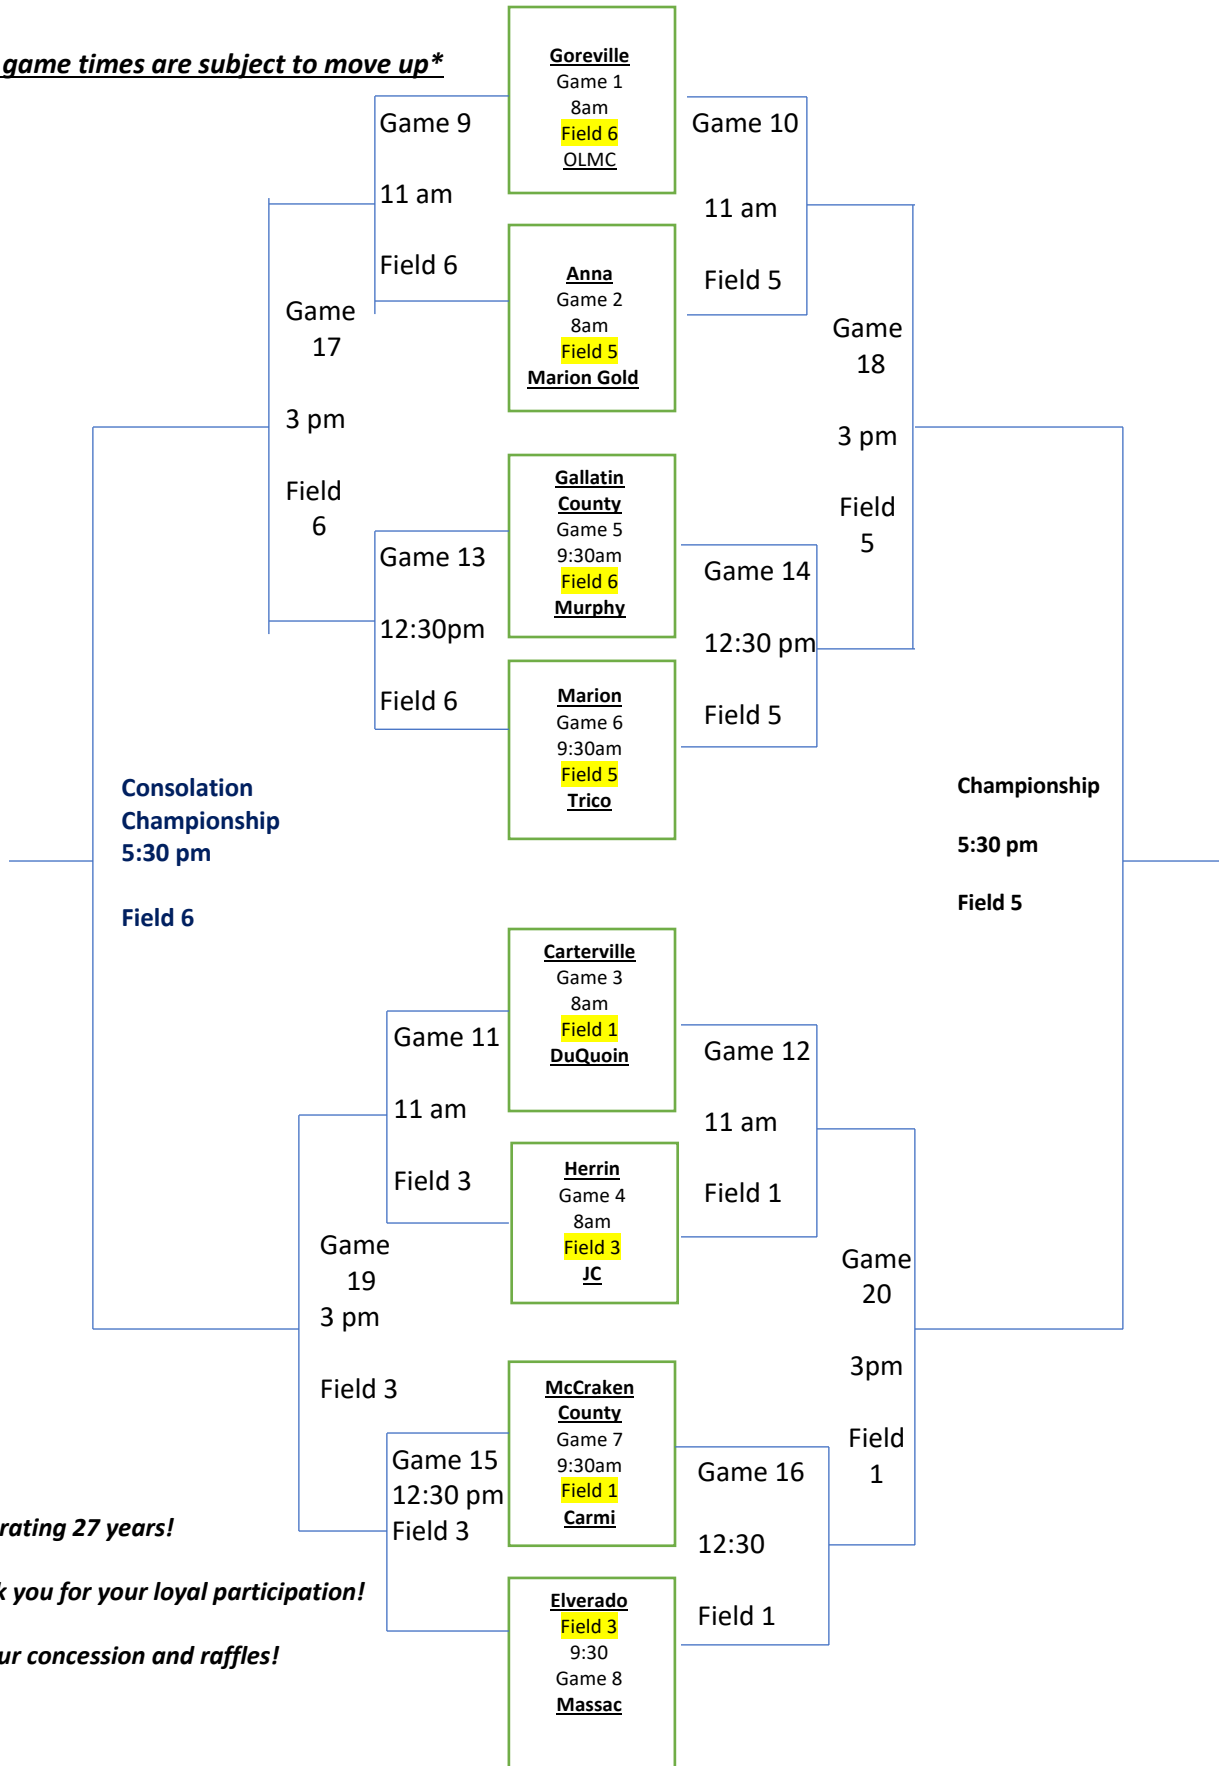 game times are subject to move up*
Goreville
Game 1
8am
Field 6
OLMC
Game 9
11 am
Field 6
Game 10
11 am
Field 5
Anna
Game 2
8am
Field 5
Marion Gold
Game
17
3 pm
Field
6
Game
18
3 pm
Field
5
Gallatin
County
Game 5
9:30am
Field 6
Murphy
Game 13
12:30pm
Field 6
Game 14
12:30 pm
Field 5
Marion
Game 6
9:30am
Field 5
Trico
Consolation
Championship
5:30 pm
Field 6
Championship
5:30 pm
Field 5
Carterville
Game 3
8am
Field 1
DuQuoin
Game 11
11 am
Field 3
Game 12
11 am
Field 1
Herrin
Game 4
8am
Field 3
JC
Game
19
3 pm
Field 3
Game
20
3pm
Field
1
McCraken
County
Game 7
9:30am
Field 1
Carmi
Game 15
12:30 pm
Field 3
Game 16
12:30
Field 1
Elverado
Field 3
9:30
Game 8
Massac
rating 27 years!
k you for your loyal participation!
ur concession and raffles!